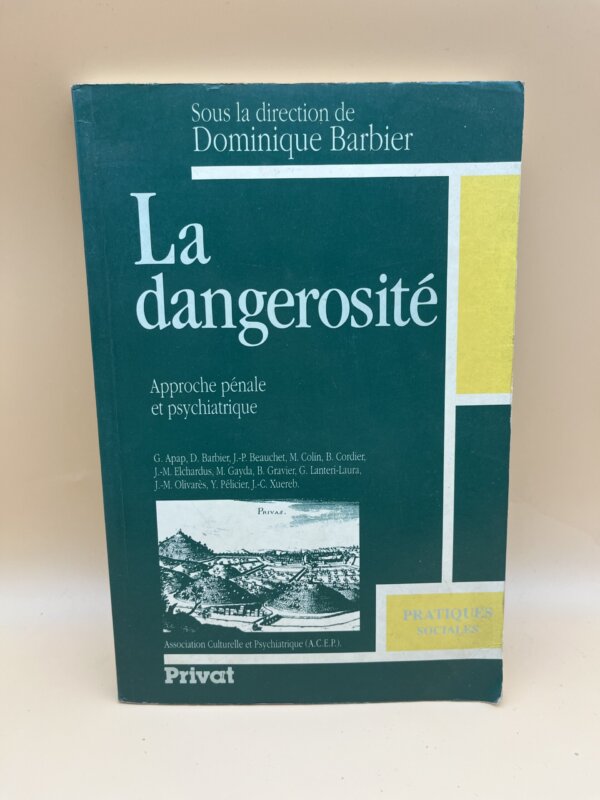 Sous la direction de
Dominique Barbier
La
dangerosité
Approche pénale
et psychiatrique
G. Apap, D. Barbier, J.-P. Beauchet, M. Colin, B. Cordier,
J.-M. Elchardus, M. Gayda, B. Gravier, G. Lanteri-Laura,
J.-M. Olivarès, Y. Pélicier, J.-C. Xuereb.
PRIVAS.
PRATIQUES
SOCIALES
Association Culturelle et Psychiatrique (A.C.E.P.).
Privat